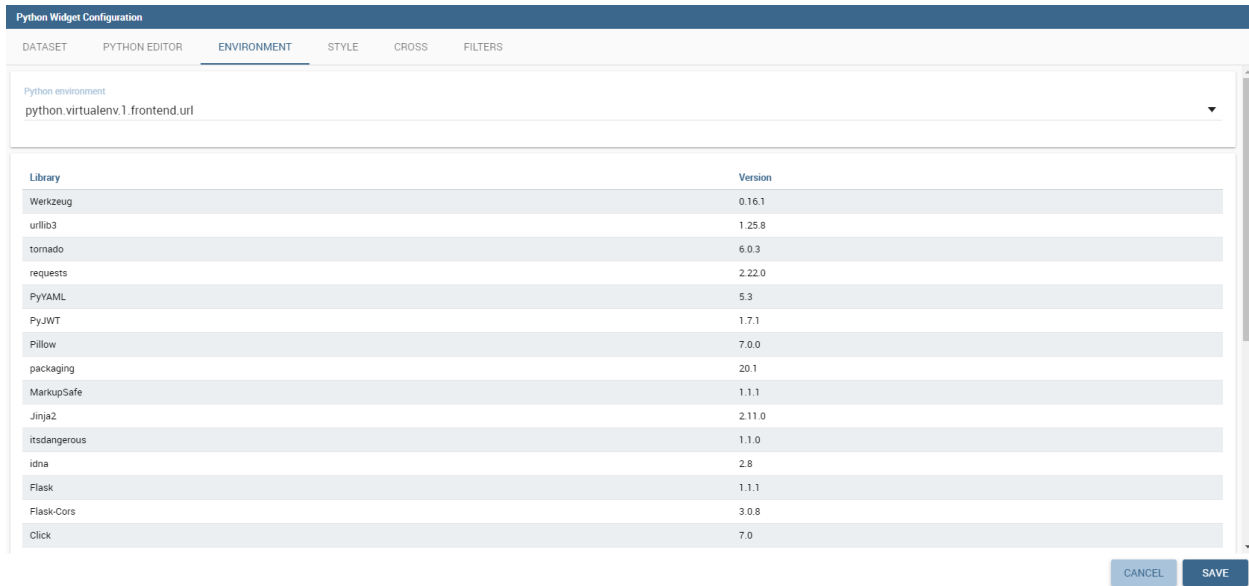 Python Widget Configuration
DATASET PYTHON EDITOR ENVIRONMENT STYLE CROSS FILTERS
Python environment
python.virtualenv.1.frontend.url
Library Version
Werkzeug 0.16.1
urllib3 1.25.8
tornado 6.0.3
requests 2.22.0
PyYAML 5.3
PyJWT 1.7.1
Pillow 7.0.0
packaging 20.1
MarkupSafe 1.1.1
Jinja2 2.11.0
itsdangerous 1.1.0
idna 2.8
Flask 1.1.1
Flask-Cors 3.0.8
Click 7.0
CANCEL SAVE